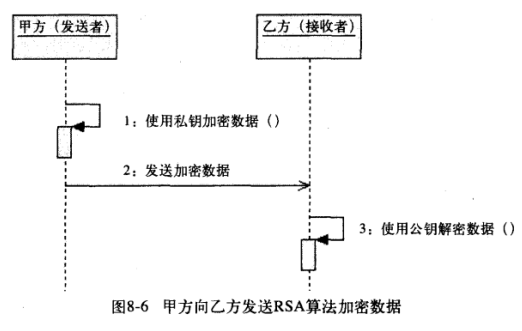 甲方（发送者）
乙方（接收者）
1：使用私钥加密数据（）
2：发送加密数据
3：使用公钥解密数据（）
图8-6 甲方向乙方发送RSA算法加密数据